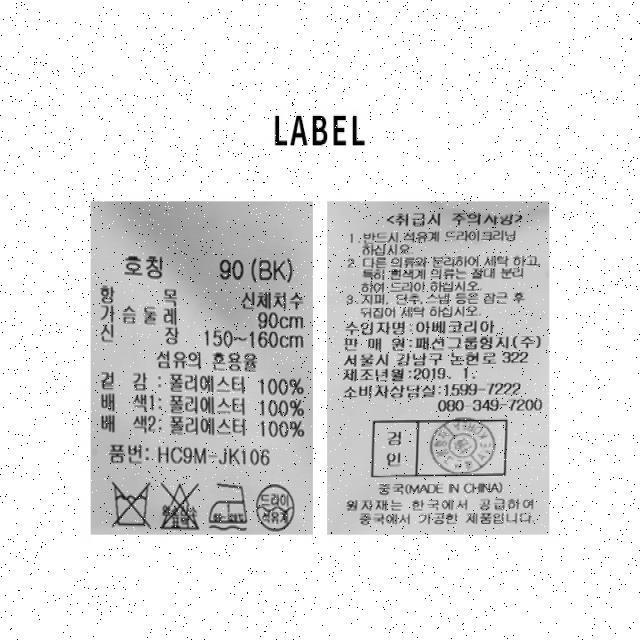 LABEL
호칭 90 (BK)
항 목 신체치수
가슴둘레 90cm
신 장 150~160cm
섬유의 혼용율
겉 감 : 폴리에스터 100%
배 색1: 폴리에스터 100%
배 색2: 폴리에스터 100%
품번: HC9M-JK106
드라이
석유계
<취급시 주의사항>
1. 반드시 석유계 드라이크리닝
하십시요.
2. 다른 의류와 분리하여 세탁 하고,
특히 흰색계 의류는 절대 분리
하여 드라이 하십시오.
3. 지퍼, 단추, 스냅 등은 잠근 후
뒤집어 세탁 하십시오.
수입자명:아베코리아
판 매 원:패션그룹형지(주)
서울시 강남구 논현로 322
제조년월:2019. 1.
소비자상담실:1599-7222
080-349-7200
검
인
중국(MADE IN CHINA)
원자재는 한국에서 공급하여
중국에서 가공한 제품입니다.